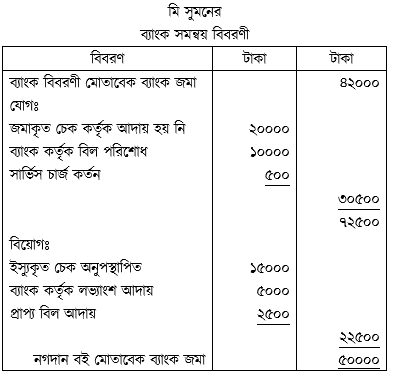 মি সুমনের
ব্যাংক সমন্বয় বিবরণী
বিবরণ টাকা টাকা
ব্যাংক বিবরণী মোতাবেক ব্যাংক জমা ৪২০০০
যোগঃ
জমাকৃত চেক কর্তৃক আদায় হয় নি ২০০০০
ব্যাংক কর্তৃক বিল পরিশোধ ১০০০০
সার্ভিস চার্জ কর্তন ৫০০
৩০৫০০
৭২৫০০
বিয়োগঃ
ইস্যুকৃত চেক অনুপস্থাপিত ১৫০০০
ব্যাংক কর্তৃক লভ্যাংশ আদায় ৫০০০
প্রাপ্য বিল আদায় ২৫০০
২২৫০০
নগদান বই মোতাবেক ব্যাংক জমা ৫০০০০